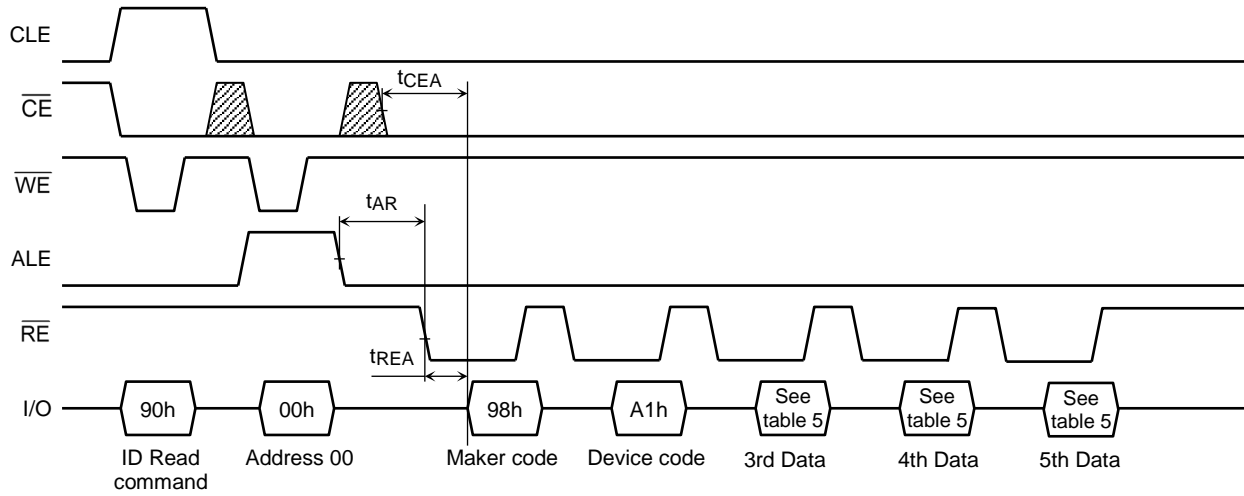 CLE
tCEA
CE
WE
tAR
ALE
RE
tREA
I/O
90h
00h
98h
A1h
See
table 5
See
table 5
See
table 5
ID Read
command
Address 00
Maker code
Device code
3rd Data
4th Data
5th Data